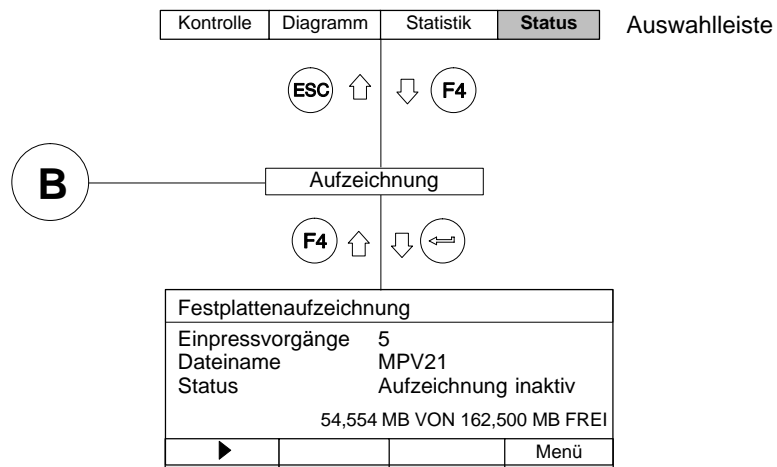 Kontrolle Diagramm Statistik Status Auswahlleiste
ESC F4
B Aufzeichnung
F4
Festplattenaufzeichnung
Einpressvorgänge 5
Dateiname MPV21
Status Aufzeichnung inaktiv
54,554 MB VON 162,500 MB FREI
Menü